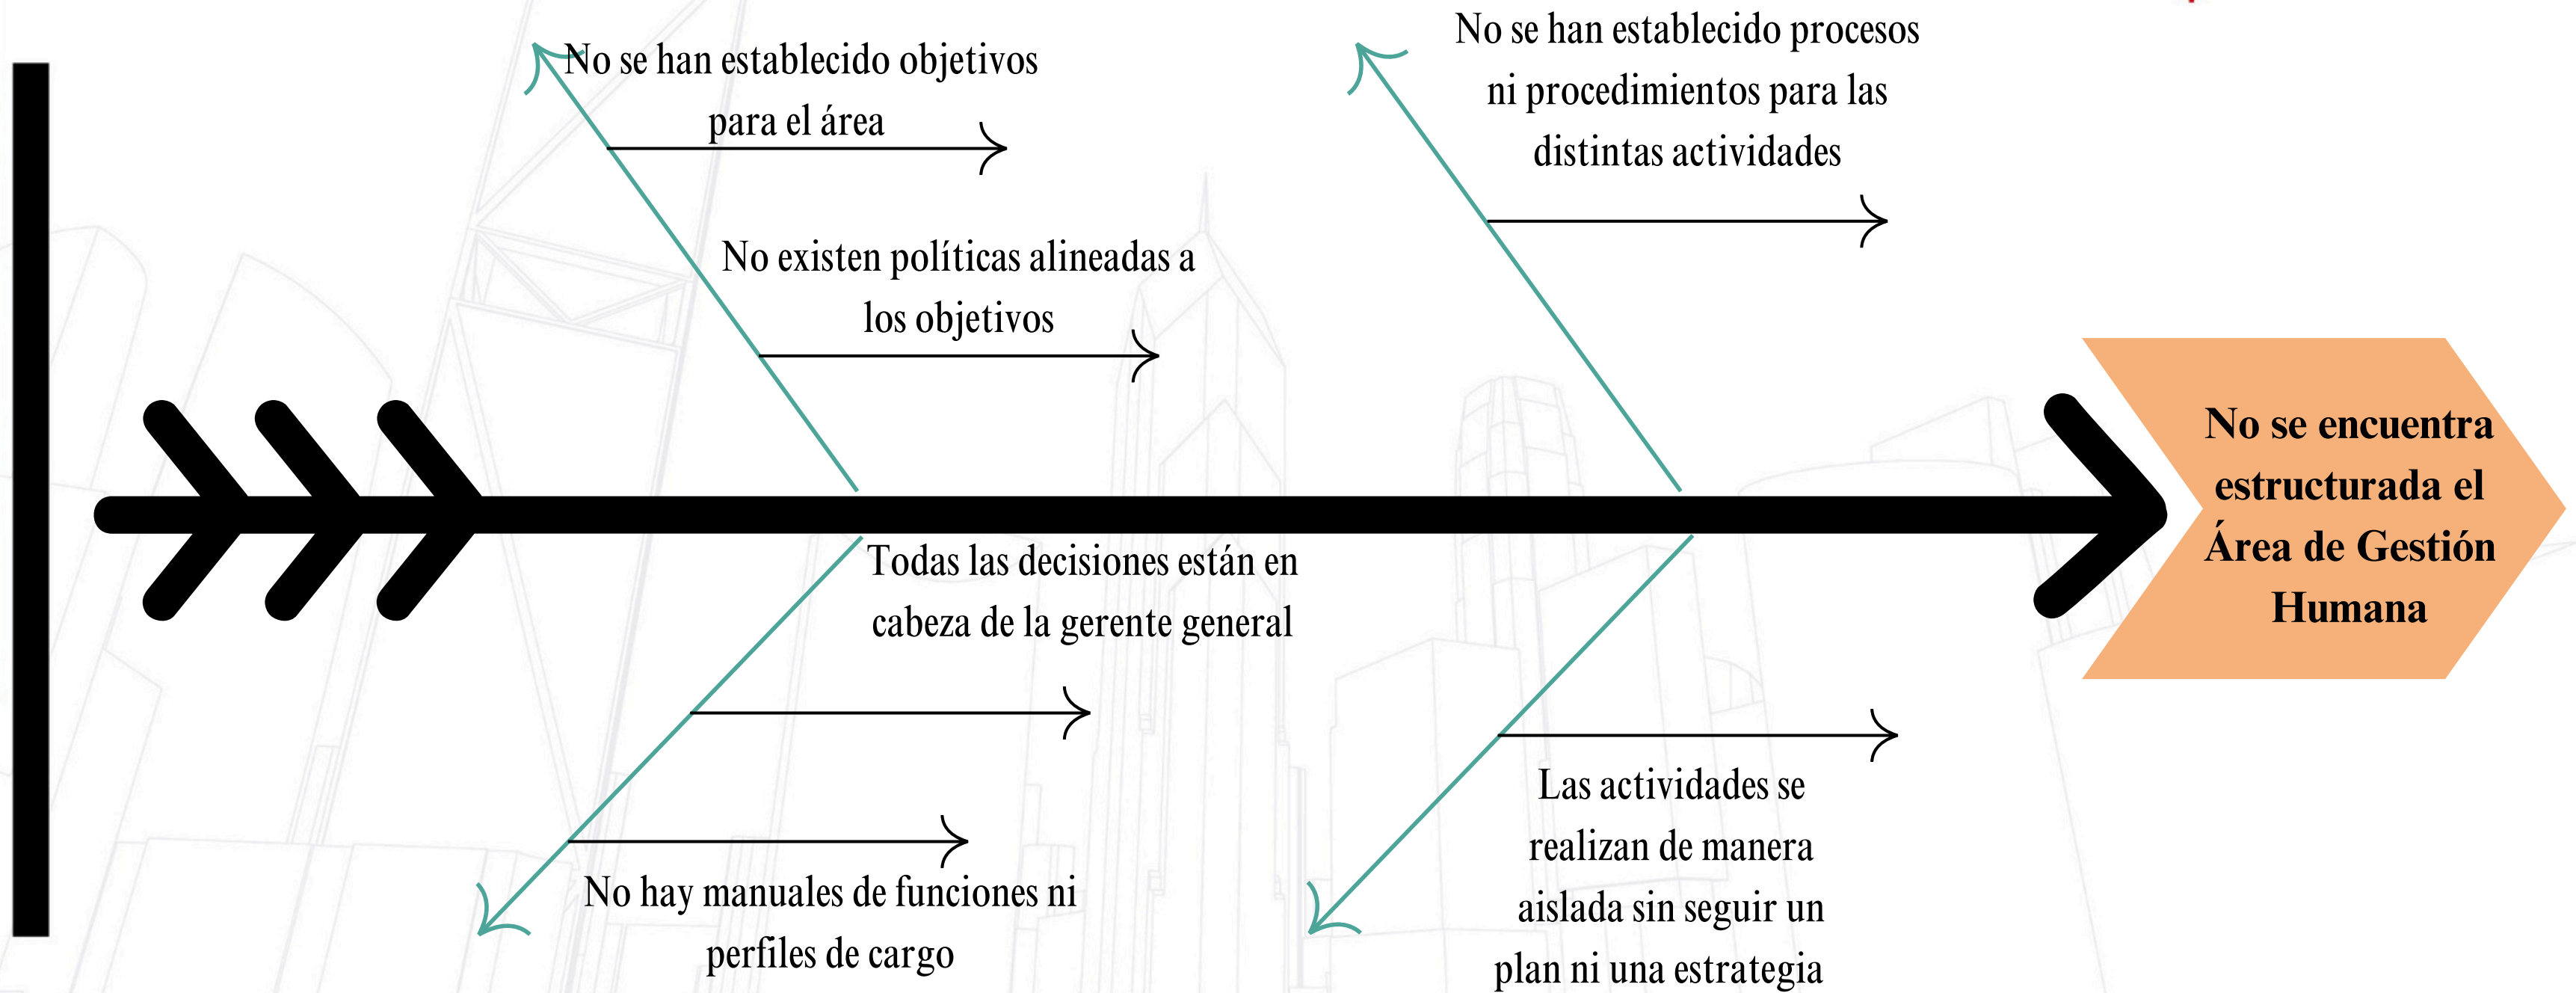 No se han establecido objetivos
para el área
No existen políticas alineadas a
los objetivos
No se han establecido procesos
ni procedimientos para las
distintas actividades
No se encuentra
estructurada el
Área de Gestión
Humana
Todas las decisiones están en
cabeza de la gerente general
No hay manuales de funciones ni
perfiles de cargo
Las actividades se
realizan de manera
aislada sin seguir un
plan ni una estrategia